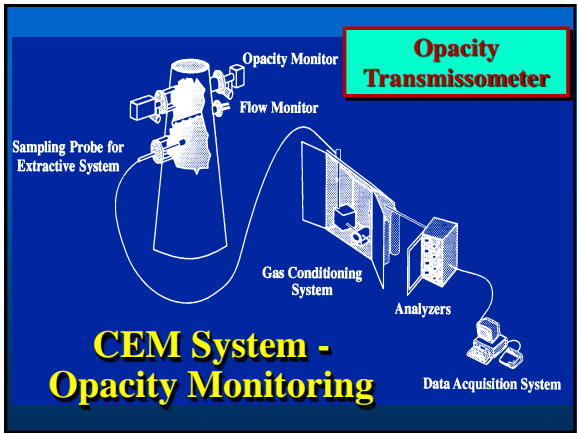 Opacity
Transmissometer
Opacity Monitor
Flow Monitor
Sampling Probe for
Extractive System
Gas Conditioning
System
Analyzers
Data Acquisition System
CEM System -
Opacity Monitoring